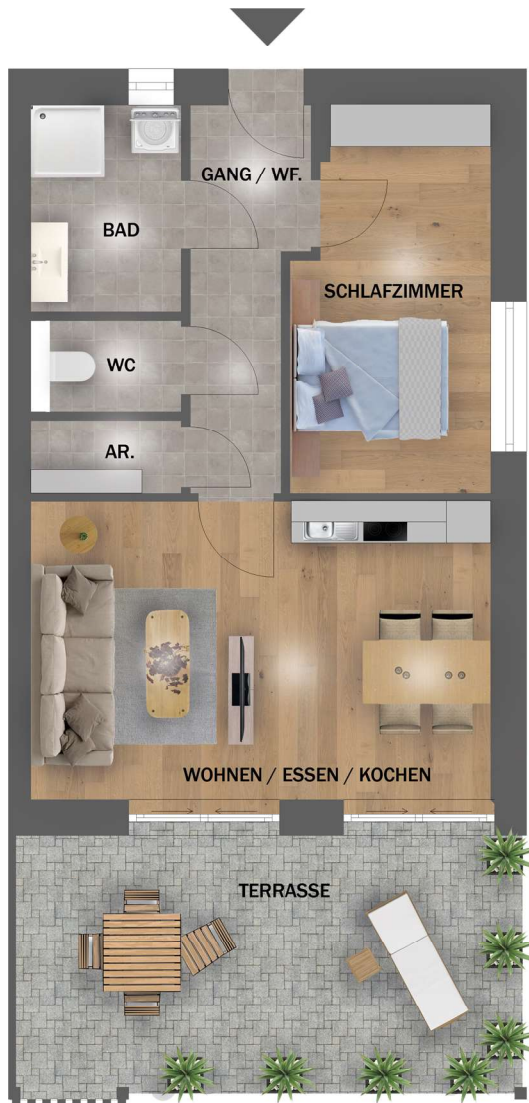 GANG / WF.
BAD
SCHLAFZIMMER
WC
AR.
WOHNEN / ESSEN / KOCHEN
TERRASSE